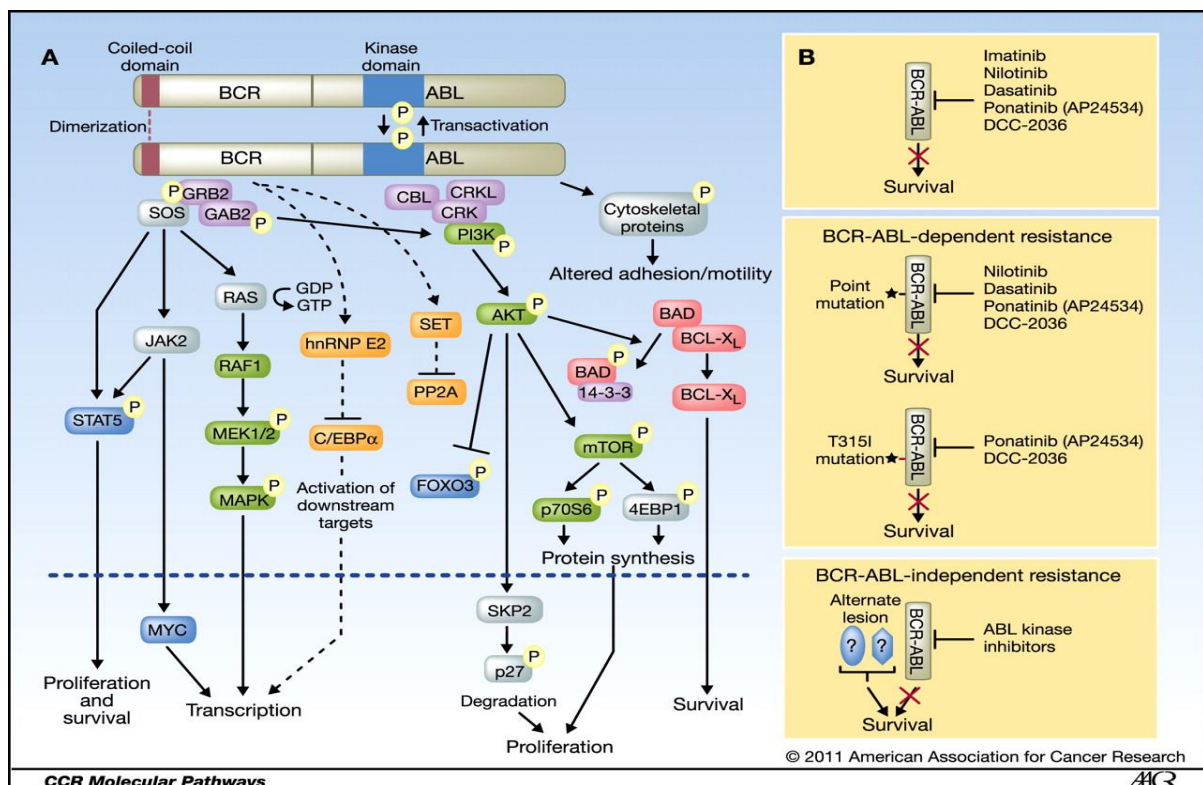 A
Coiled-coil
domain
Kinase
domain
BCR
ABL
P
Dimerization
P
Transactivation
BCR
ABL
P
GRB2
SOS
GAB2
P
CBL
CRKL
CRK
PI3K
P
P
Cytoskeletal
proteins
Altered adhesion/motility
RAS
GDP
GTP
JAK2
hnRNP E2
SET
PP2A
AKT
P
BAD
BCL-XL
P
BAD
14-3-3
BCL-XL
RAF1
STAT5
P
MEK1/2
P
C/EBPα
MAPK
P
Activation of
downstream
targets
FOXO3
P
mTOR
P
p70S6
P
4EBP1
P
Protein synthesis
MYC
SKP2
p27
P
Degradation
Proliferation
and
survival
Transcription
Proliferation
Survival
B
BCR-ABL
Imatinib
Nilotinib
Dasatinib
Ponatinib (AP24534)
DCC-2036
Survival
BCR-ABL-dependent resistance
Point
mutation
BCR-ABL
Nilotinib
Dasatinib
Ponatinib (AP24534)
DCC-2036
Survival
T315I
mutation
BCR-ABL
Ponatinib (AP24534)
DCC-2036
Survival
BCR-ABL-independent resistance
Alternate
lesion
? ?
BCR-ABL
ABL kinase
inhibitors
Survival
© 2011 American Association for Cancer Research
CCR Molecular Pathways
AACR